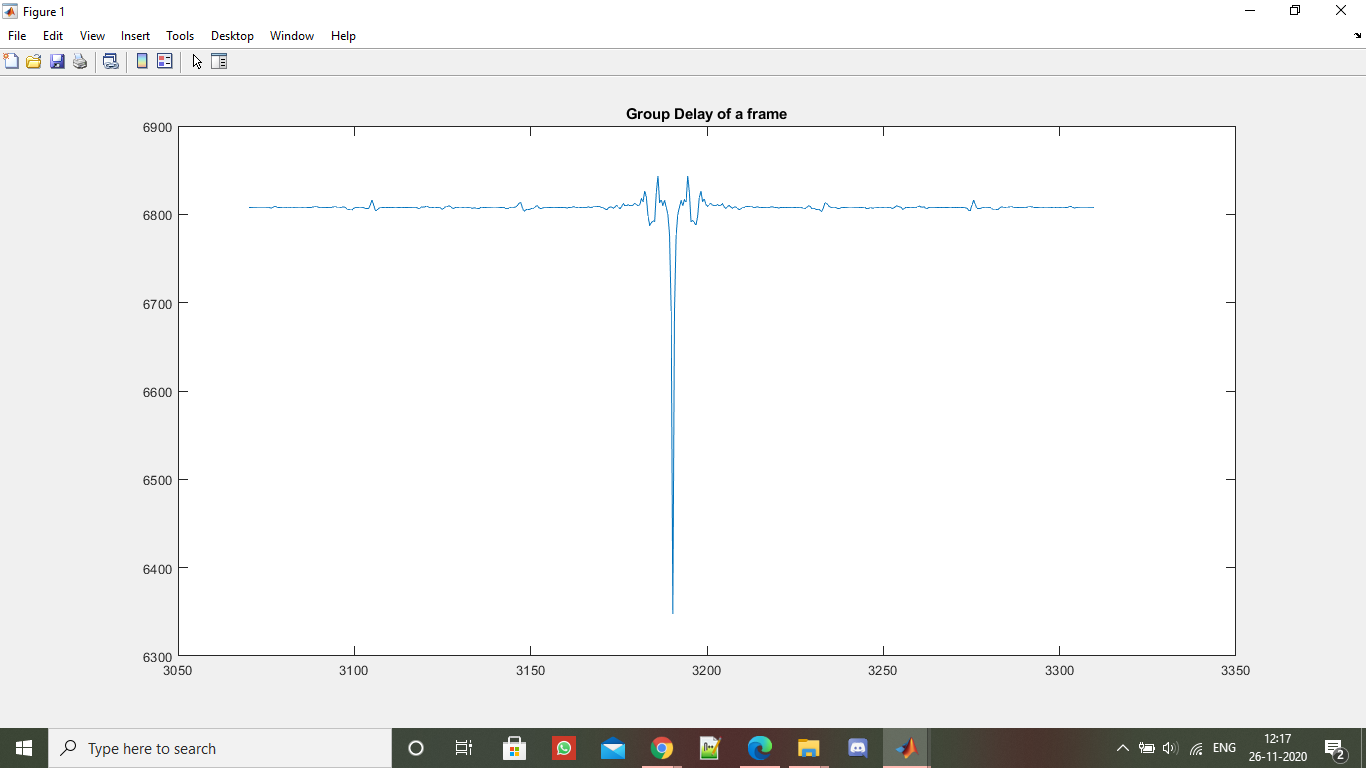 Figure 1
File Edit View Insert Tools Desktop Window Help
Group Delay of a frame
6900
6800
6700
6600
6500
6400
6300
3050 3100 3150 3200 3250 3300 3350
Type here to search
ENG
12:17
26-11-2020
2